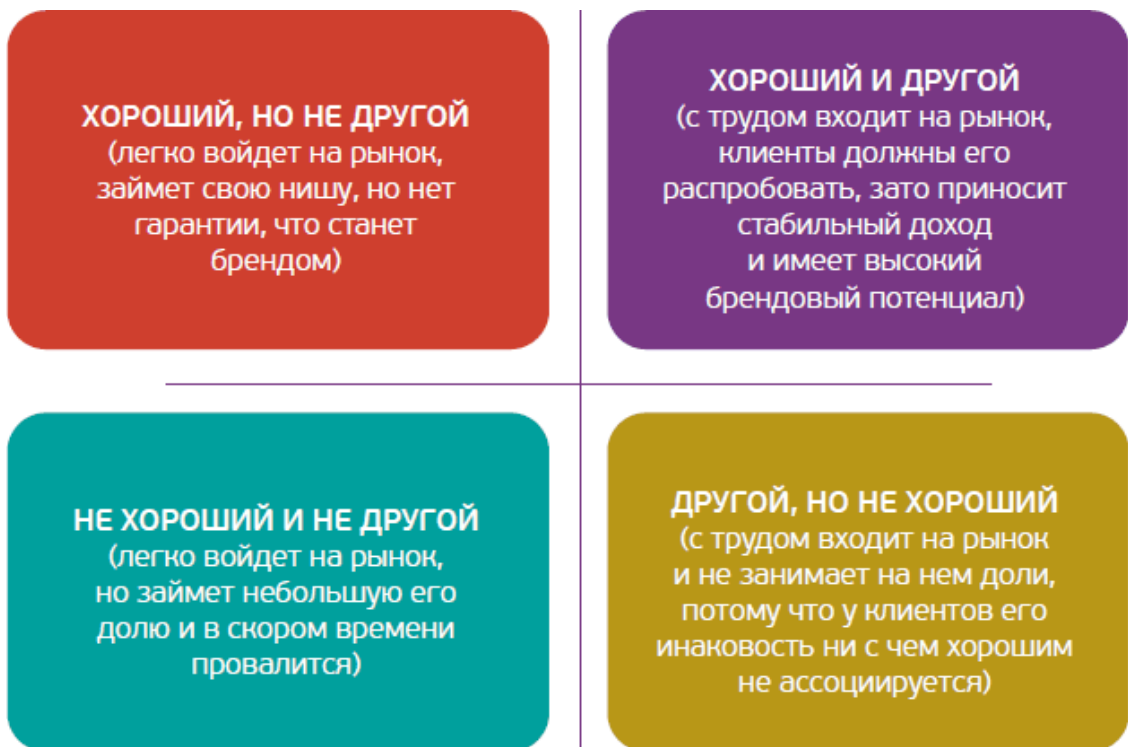 ХОРОШИЙ, НО НЕ ДРУГОЙ
(легко войдет на рынок,
займет свою нишу, но нет
гарантии, что станет
брендом)
ХОРОШИЙ И ДРУГОЙ
(с трудом входит на рынок,
клиенты должны его
распробовать, зато приносит
стабильный доход
и имеет высокий
брендовый потенциал)
НЕ ХОРОШИЙ И НЕ ДРУГОЙ
(легко войдет на рынок,
но займет небольшую его
долю и в скором времени
провалится)
ДРУГОЙ, НО НЕ ХОРОШИЙ
(с трудом входит на рынок
и не занимает на нем доли,
потому что у клиентов его
инаковость ни с чем хорошим
не ассоциируется)